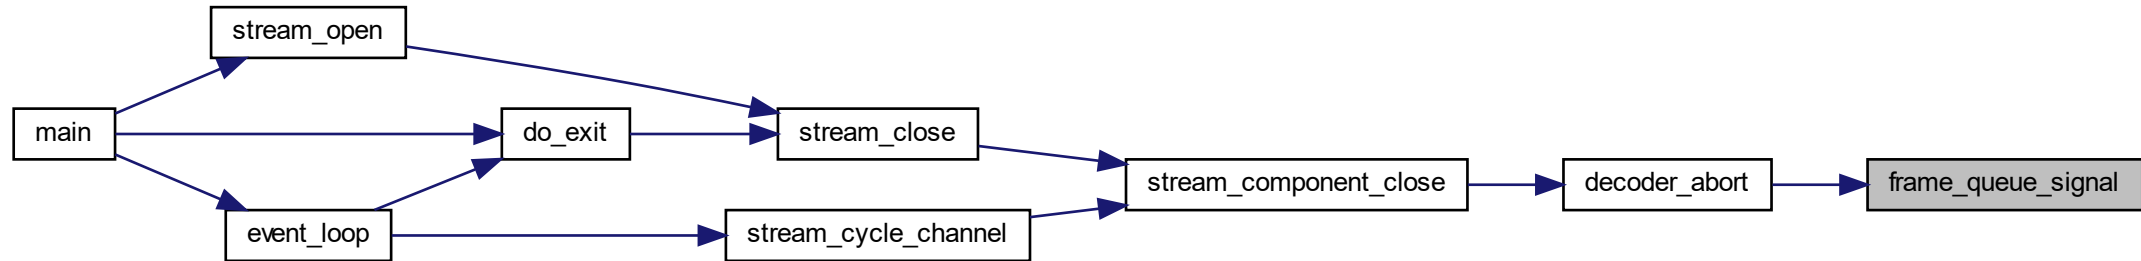 stream_open
main
do_exit
stream_close
stream_component_close
decoder_abort
frame_queue_signal
event_loop
stream_cycle_channel